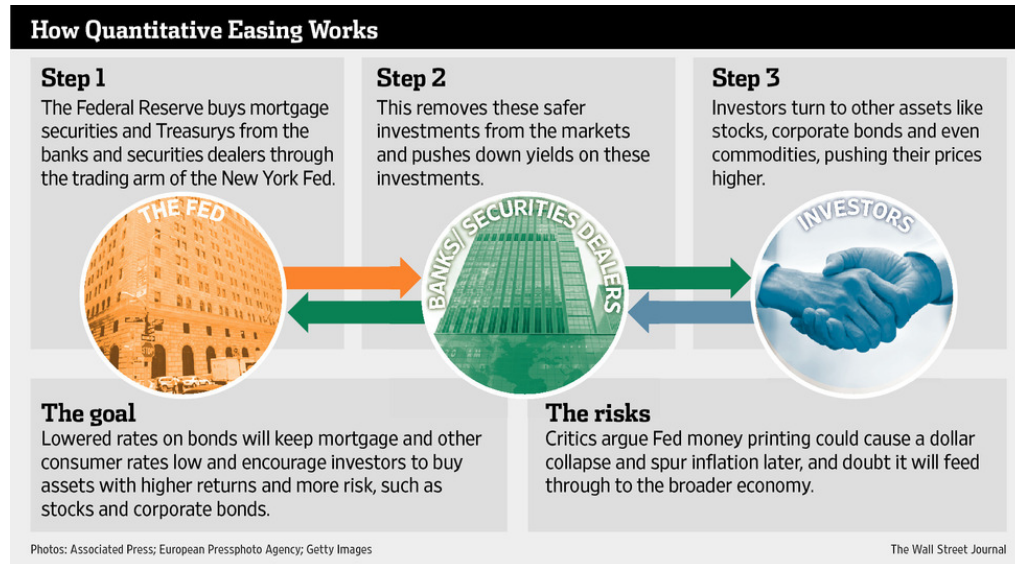 How Quantitative Easing Works
Step 1
The Federal Reserve buys mortgage
securities and Treasurys from the
banks and securities dealers through
the trading arm of the New York Fed.
Step 2
This removes these safer
investments from the markets
and pushes down yields on these
investments.
Step 3
Investors turn to other assets like
stocks, corporate bonds and even
commodities, pushing their prices
higher.
THE FED
BANKS/ SECURITIES DEALERS
INVESTORS
The goal
Lowered rates on bonds will keep mortgage and other
consumer rates low and encourage investors to buy
assets with higher returns and more risk, such as
stocks and corporate bonds.
The risks
Critics argue Fed money printing could cause a dollar
collapse and spur inflation later, and doubt it will feed
through to the broader economy.
Photos: Associated Press; European Pressphoto Agency; Getty Images
The Wall Street Journal